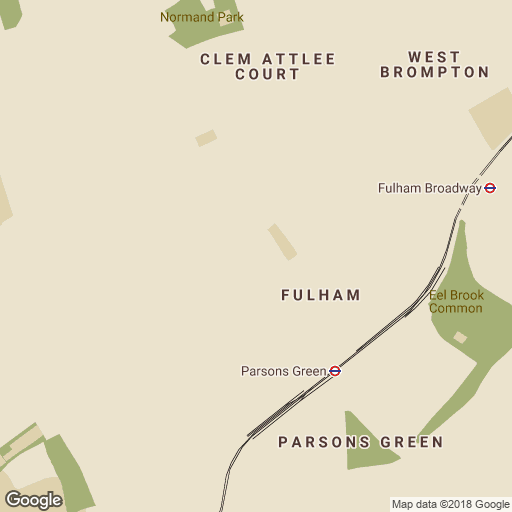 Normand Park
CLEM ATTLEE
COURT
WEST
BROMPTON
Fulham Broadway
FULHAM
Eel Brook
Common
Parsons Green
PARSONS GREEN
Google
Map data ©2018 Google